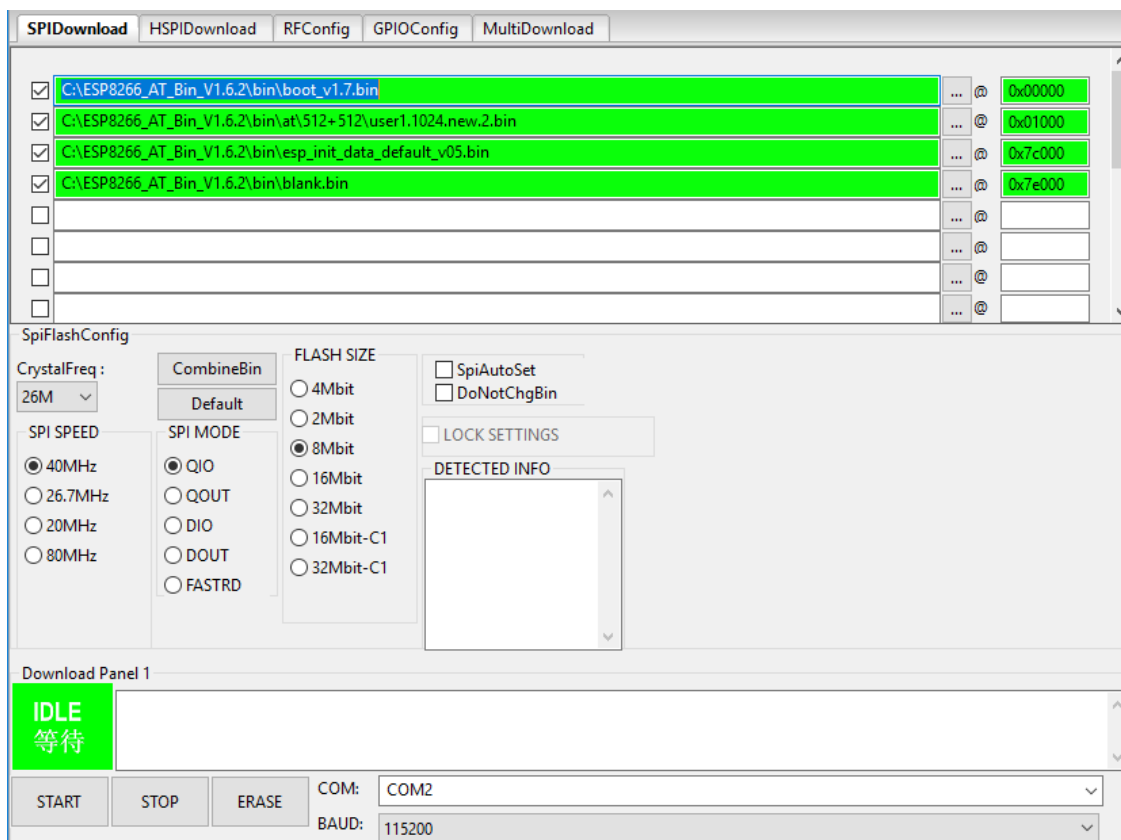 SPIDownload HSPIDownload RFConfig GPIOConfig MultiDownload
C:\ESP8266_AT_Bin_V1.6.2\bin\boot_v1.7.bin ... @ 0x00000
C:\ESP8266_AT_Bin_V1.6.2\bin\at\512+512\user1.1024.new.2.bin ... @ 0x01000
C:\ESP8266_AT_Bin_V1.6.2\bin\esp_init_data_default_v05.bin ... @ 0x7c000
C:\ESP8266_AT_Bin_V1.6.2\bin\blank.bin ... @ 0x7e000
... @
... @
... @
... @
SpiFlashConfig
CrystalFreq :
26M
CombineBin
Default
SPI SPEED
40MHz
26.7MHz
20MHz
80MHz
SPI MODE
QIO
QOUT
DIO
DOUT
FASTRD
FLASH SIZE
4Mbit
2Mbit
8Mbit
16Mbit
32Mbit
16Mbit-C1
32Mbit-C1
SpiAutoSet
DoNotChgBin
LOCK SETTINGS
DETECTED INFO
Download Panel 1
IDLE
等待
START STOP ERASE
COM: COM2
BAUD: 115200